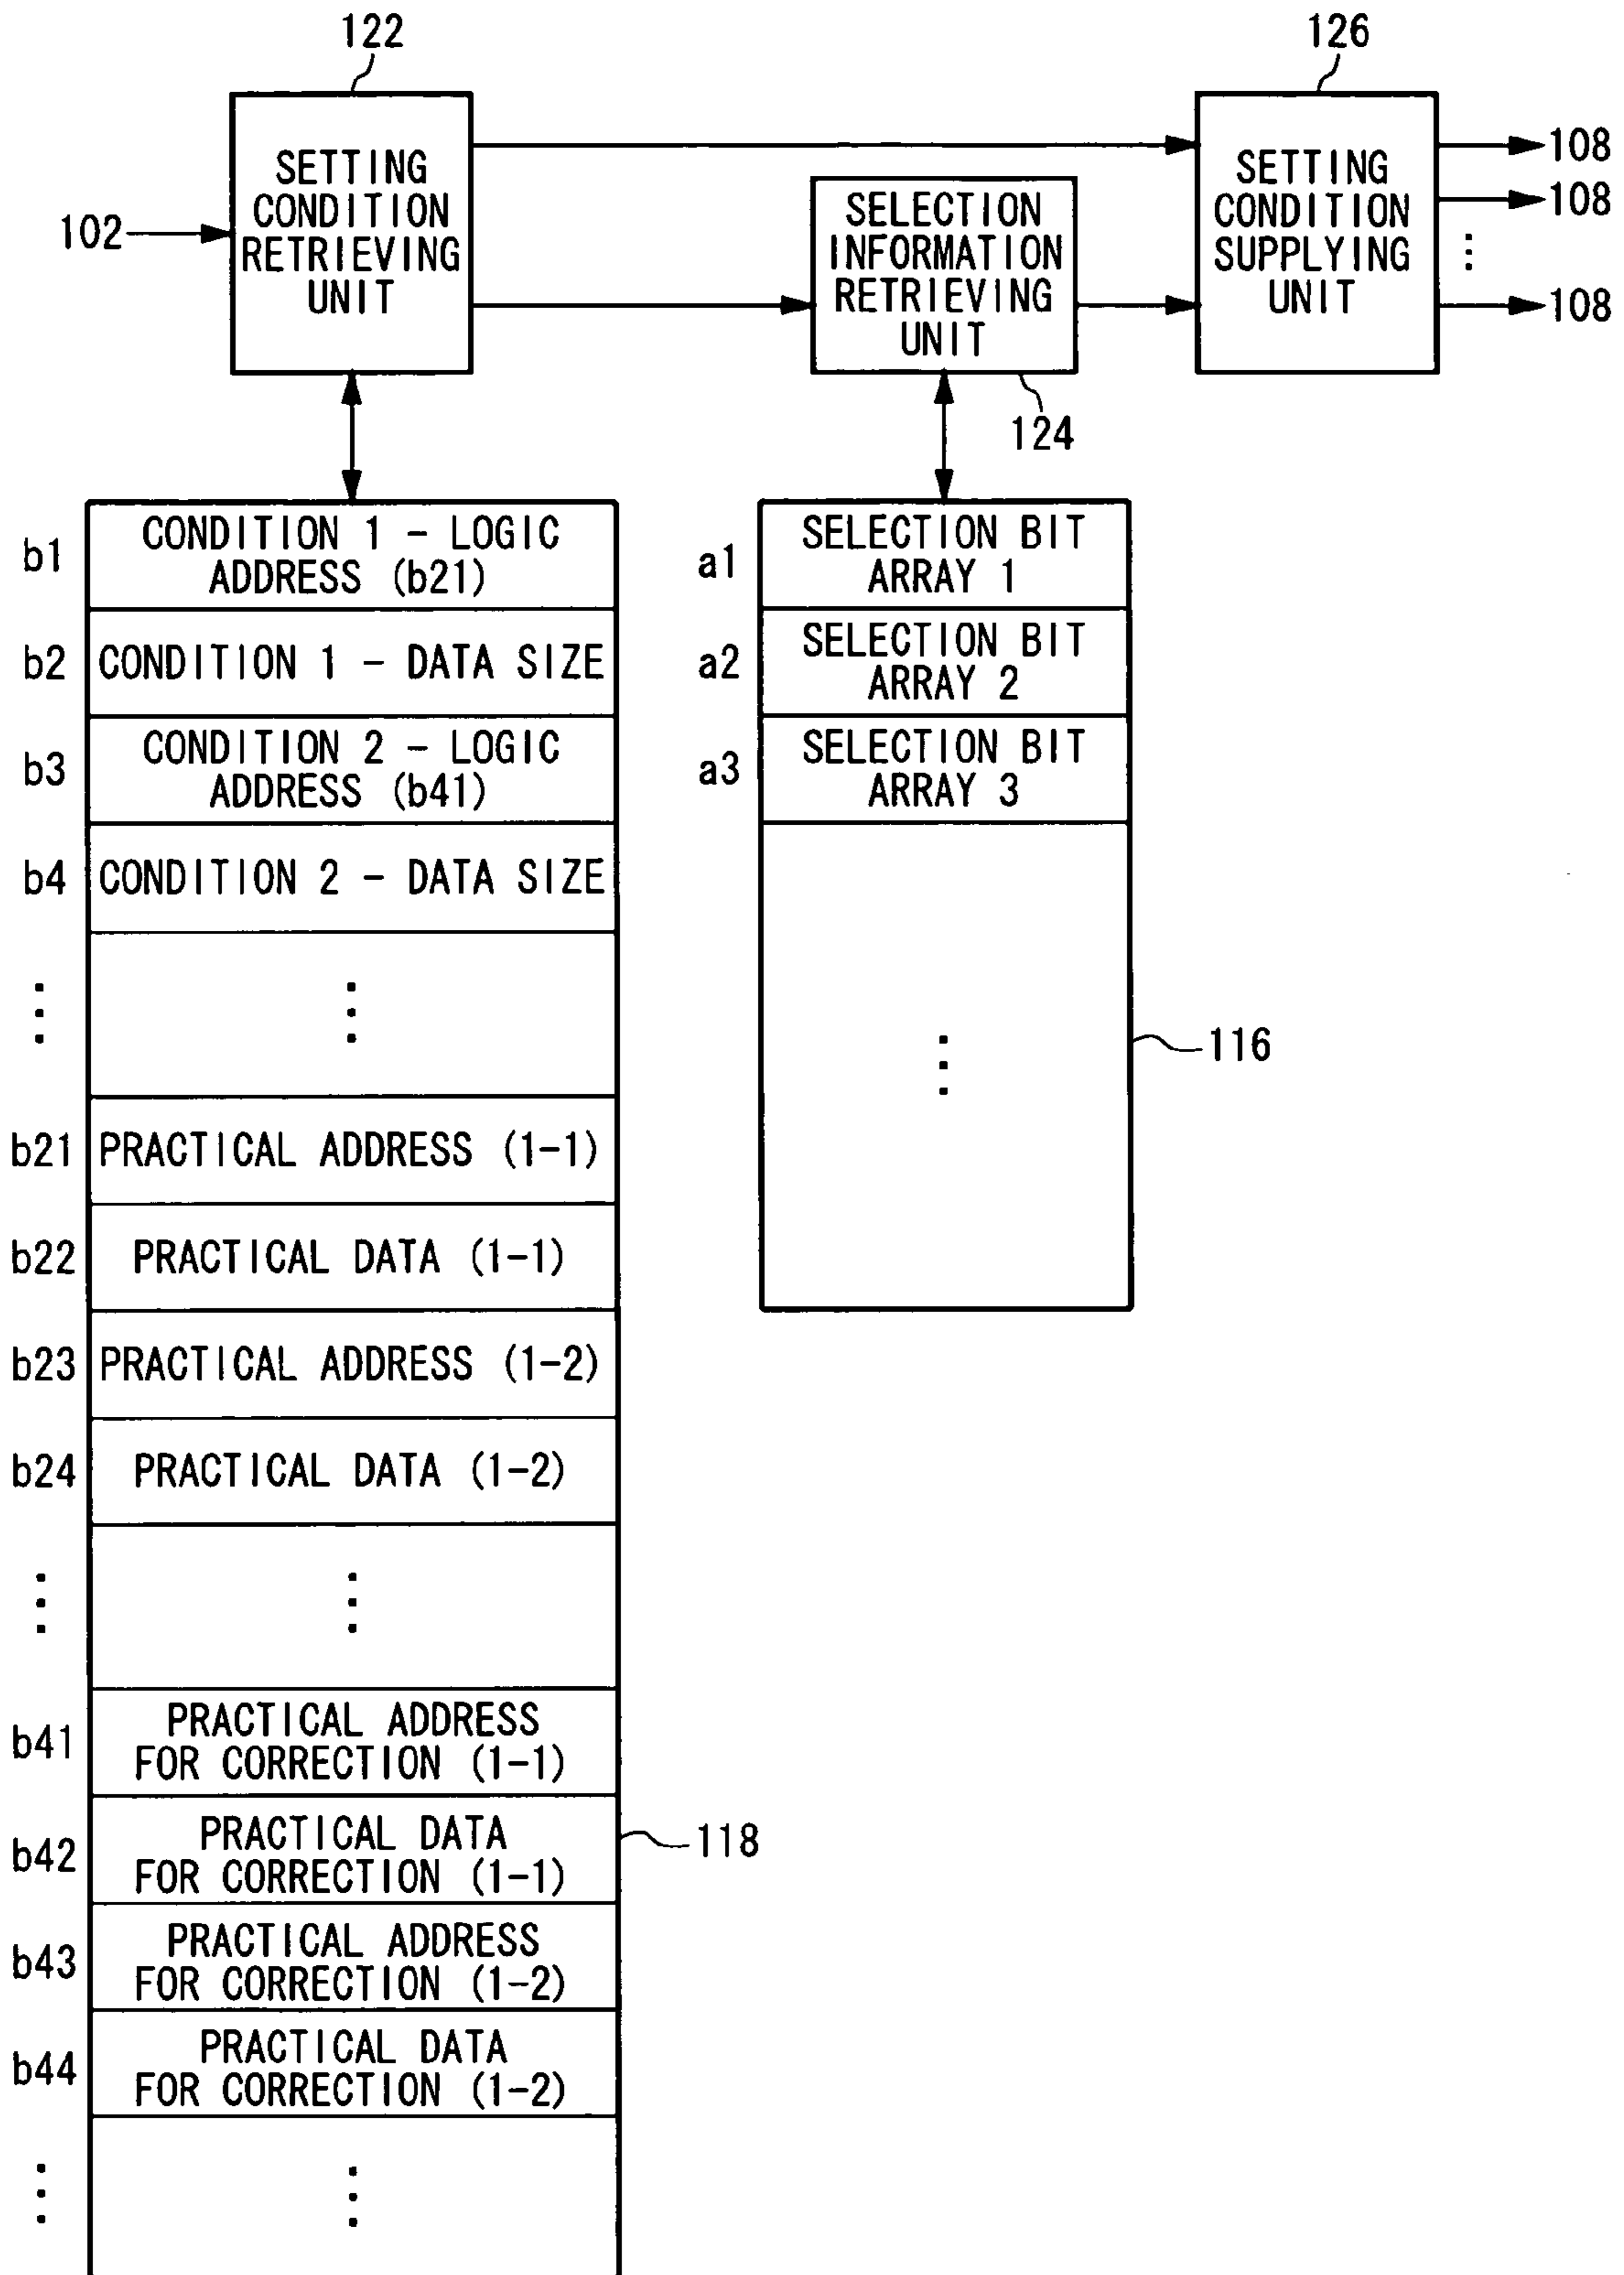 122
126
SETTING
CONDITION
RETRIEVING
UNIT
SELECTION
INFORMATION
RETRIEVING
UNIT
SETTING
CONDITION
SUPPLYING
UNIT
102
108
108
108
124
b1
CONDITION 1 - LOGIC
ADDRESS (b21)
b2
CONDITION 1 - DATA SIZE
b3
CONDITION 2 - LOGIC
ADDRESS (b41)
b4
CONDITION 2 - DATA SIZE
b21
PRACTICAL ADDRESS (1-1)
b22
PRACTICAL DATA (1-1)
b23
PRACTICAL ADDRESS (1-2)
b24
PRACTICAL DATA (1-2)
b41
PRACTICAL ADDRESS
FOR CORRECTION (1-1)
b42
PRACTICAL DATA
FOR CORRECTION (1-1)
b43
PRACTICAL ADDRESS
FOR CORRECTION (1-2)
b44
PRACTICAL DATA
FOR CORRECTION (1-2)
118
a1
SELECTION BIT
ARRAY 1
a2
SELECTION BIT
ARRAY 2
a3
SELECTION BIT
ARRAY 3
116